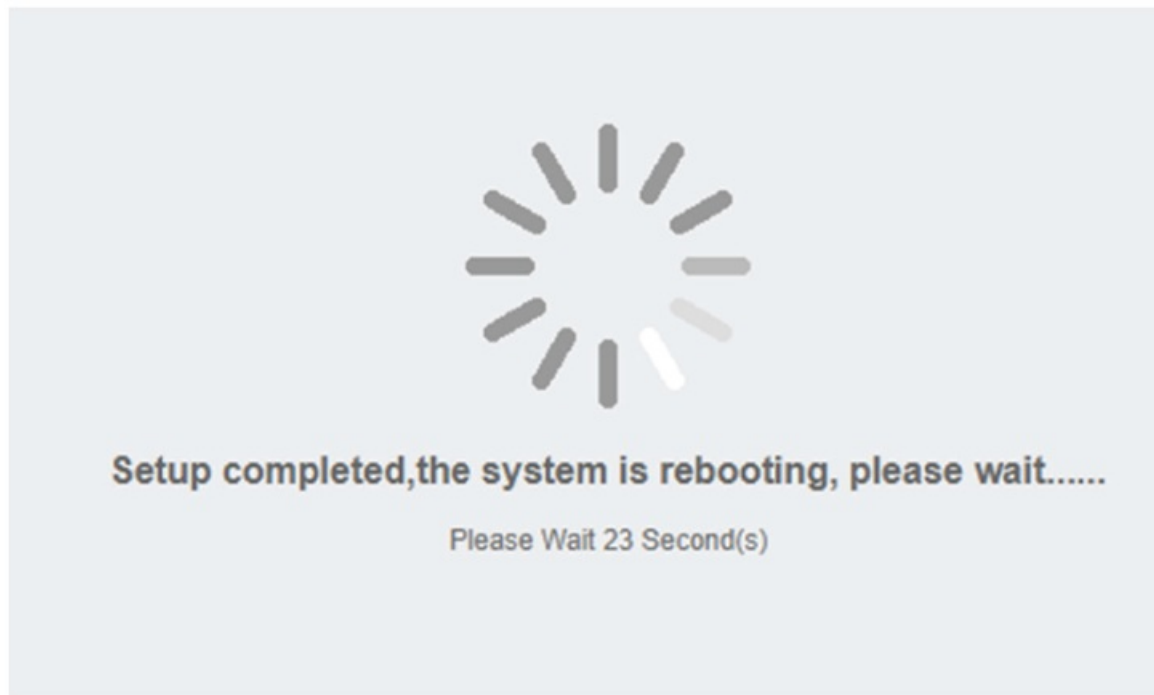 Setup completed,the system is rebooting, please wait......
Please Wait 23 Second(s)